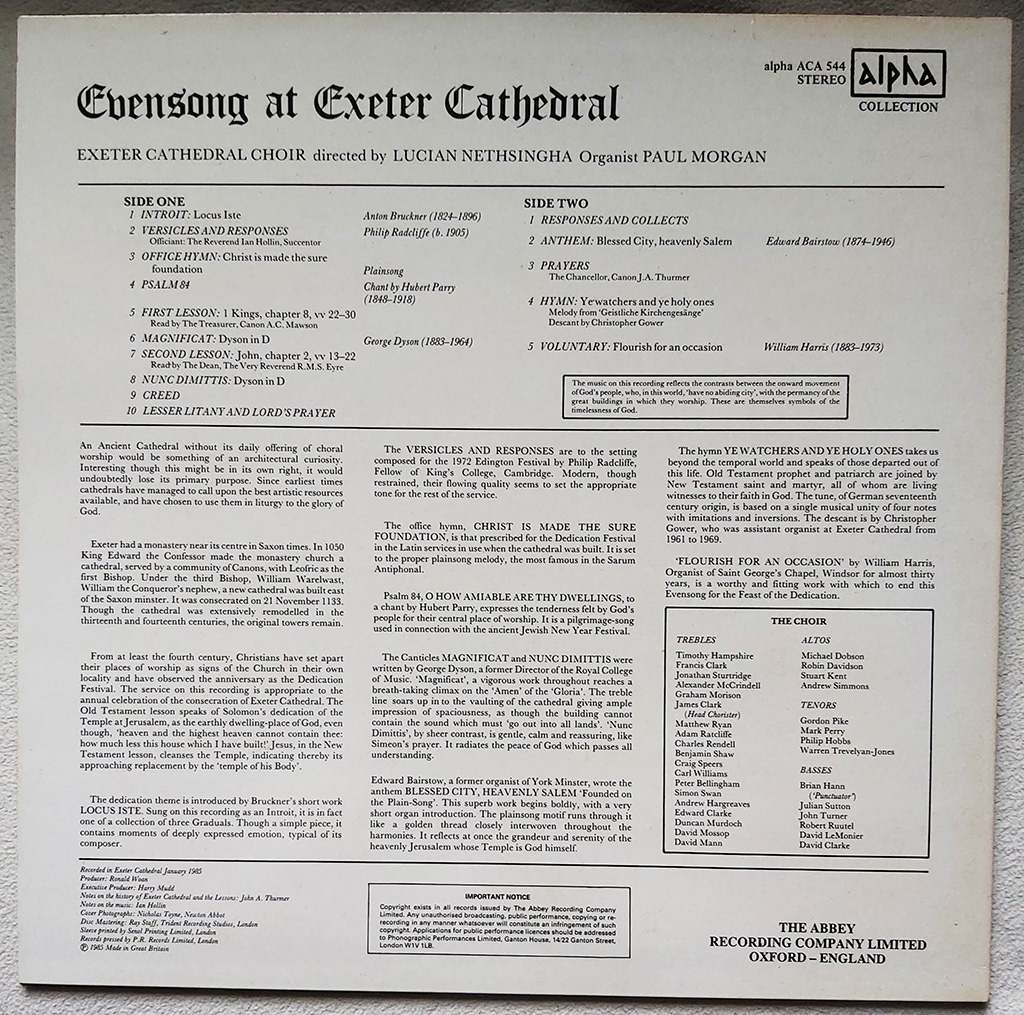 alpha ACA 544
STEREO
alpha
COLLECTION
Evensong at Exeter Cathedral
EXETER CATHEDRAL CHOIR directed by LUCIAN NETHSINGHA Organist PAUL MORGAN
SIDE ONE
1 INTROIT: Locus Iste Anton Bruckner (1824–1896)
2 VERSICLES AND RESPONSES Philip Radcliffe (b. 1905)
Officiant: The Reverend Ian Hollin, Succentor
3 OFFICE HYMN: Christ is made the sure
foundation Plainsong
4 PSALM 84 Chant by Hubert Parry
(1848–1918)
5 FIRST LESSON: 1 Kings, chapter 8, vv 22–30
Read by The Treasurer, Canon A.C. Mawson
6 MAGNIFICAT: Dyson in D George Dyson (1883–1964)
7 SECOND LESSON: John, chapter 2, vv 13–22
Read by The Dean, The Very Reverend R.M.S. Eyre
8 NUNC DIMITTIS: Dyson in D
9 CREED
10 LESSER LITANY AND LORD'S PRAYER
SIDE TWO
1 RESPONSES AND COLLECTS
2 ANTHEM: Blessed City, heavenly Salem Edward Bairstow (1874–1946)
3 PRAYERS
The Chancellor, Canon J.A. Thurmer
4 HYMN: Ye watchers and ye holy ones
Melody from 'Geistliche Kirchengesänge'
Descant by Christopher Gower
5 VOLUNTARY: Flourish for an occasion William Harris (1883–1973)
The music on this recording reflects the contrasts between the onward movement
of God's people, who, in this world, 'have no abiding city', with the permancy of the
great buildings in which they worship. These are themselves symbols of the
timelessness of God.
An Ancient Cathedral without its daily offering of choral
worship would be something of an architectural curiosity.
Interesting though this might be in its own right, it would
undoubtedly lose its primary purpose. Since earliest times
cathedrals have managed to call upon the best artistic resources
available, and have chosen to use them in liturgy to the glory of
God.
Exeter had a monastery near its centre in Saxon times. In 1050
King Edward the Confessor made the monastery church a
cathedral, served by a community of Canons, with Leofric as the
first Bishop. Under the third Bishop, William Warelwast,
William the Conqueror's nephew, a new cathedral was built east
of the Saxon minster. It was consecrated on 21 November 1133.
Though the cathedral was extensively remodelled in the
thirteenth and fourteenth centuries, the original towers remain.
From at least the fourth century, Christians have set apart
their places of worship as signs of the Church in their own
locality and have observed the anniversary as the Dedication
Festival. The service on this recording is appropriate to the
annual celebration of the consecration of Exeter Cathedral. The
Old Testament lesson speaks of Solomon's dedication of the
Temple at Jerusalem, as the earthly dwelling-place of God, even
though, 'heaven and the highest heaven cannot contain thee:
how much less this house which I have built!' Jesus, in the New
Testament lesson, cleanses the Temple, indicating thereby its
approaching replacement by the 'temple of his Body'.
The dedication theme is introduced by Bruckner's short work
LOCUS ISTE. Sung on this recording as an Introit, it is in fact
one of a collection of three Graduals. Though a simple piece, it
contains moments of deeply expressed emotion, typical of its
composer.
The VERSICLES AND RESPONSES are to the setting
composed for the 1972 Edington Festival by Philip Radcliffe,
Fellow of King's College, Cambridge. Modern, though
restrained, their flowing quality seems to set the appropriate
tone for the rest of the service.
The office hymn, CHRIST IS MADE THE SURE
FOUNDATION, is that prescribed for the Dedication Festival
in the Latin services in use when the cathedral was built. It is set
to the proper plainsong melody, the most famous in the Sarum
Antiphonal.
Psalm 84, O HOW AMIABLE ARE THY DWELLINGS, to
a chant by Hubert Parry, expresses the tenderness felt by God's
people for their central place of worship. It is a pilgrimage-song
used in connection with the ancient Jewish New Year Festival.
The Canticles MAGNIFICAT and NUNC DIMITTIS were
written by George Dyson, a former Director of the Royal College
of Music. 'Magnificat', a vigorous work throughout reaches a
breath-taking climax on the 'Amen' of the 'Gloria'. The treble
line soars up in to the vaulting of the cathedral giving ample
impression of spaciousness, as though the building cannot
contain the sound which must 'go out into all lands'. 'Nunc
Dimittis', by sheer contrast, is gentle, calm and reassuring, like
Simeon's prayer. It radiates the peace of God which passes all
understanding.
Edward Bairstow, a former organist of York Minster, wrote the
anthem BLESSED CITY, HEAVENLY SALEM 'Founded on
the Plain-Song'. This superb work begins boldly, with a very
short organ introduction. The plainsong motif runs through it
like a golden thread closely interwoven throughout the
harmonies. It reflects at once the grandeur and serenity of the
heavenly Jerusalem whose Temple is God himself.
The hymn YE WATCHERS AND YE HOLY ONES takes us
beyond the temporal world and speaks of those departed out of
this life. Old Testament prophet and patriarch are joined by
New Testament saint and martyr, all of whom are living
witnesses to their faith in God. The tune, of German seventeenth
century origin, is based on a single musical unity of four notes
with imitations and inversions. The descant is by Christopher
Gower, who was assistant organist at Exeter Cathedral from
1961 to 1969.
'FLOURISH FOR AN OCCASION' by William Harris,
Organist of Saint George's Chapel, Windsor for almost thirty
years, is a worthy and fitting work with which to end this
Evensong for the Feast of the Dedication.
THE CHOIR
TREBLES
Timothy Hampshire
Francis Clark
Jonathan Sturtridge
Alexander McCrindell
Graham Morison
James Clark
(Head Chorister)
Matthew Ryan
Adam Ratcliffe
Charles Rendell
Benjamin Shaw
Craig Speers
Carl Williams
Peter Bellingham
Simon Swan
Andrew Hargreaves
Edward Clarke
Duncan Murdoch
David Mossop
David Mann
ALTOS
Michael Dobson
Robin Davidson
Stuart Kent
Andrew Simmons
TENORS
Gordon Pike
Mark Perry
Philip Hobbs
Warren Trevelyan-Jones
BASSES
Brian Hann
('Punctuator')
Julian Sutton
John Turner
Robert Ruutel
David LeMonier
David Clarke
Recorded in Exeter Cathedral January 1985
Producer: Ronald Woan
Executive Producer: Harry Mudd
Notes on the history of Exeter Cathedral and the Lessons: John A. Thurmer
Notes on the music: Ian Hollin
Cover Photographs: Nicholas Toyne, Newton Abbot
Disc Mastering: Ray Staff, Trident Recording Studios, London
Sleeve printed by Senol Printing Limited, London
Records pressed by P.R. Records Limited, London
℗ 1985 Made in Great Britain
IMPORTANT NOTICE
Copyright exists in all records issued by The Abbey Recording Company
Limited. Any unauthorised broadcasting, public performance, copying or re-
recording in any manner whatsoever will constitute an infringement of such
copyright. Applications for public performance licences should be addressed
to Phonographic Performances Limited, Ganton House, 14/22 Ganton Street,
London W1V 1LB.
THE ABBEY
RECORDING COMPANY LIMITED
OXFORD – ENGLAND